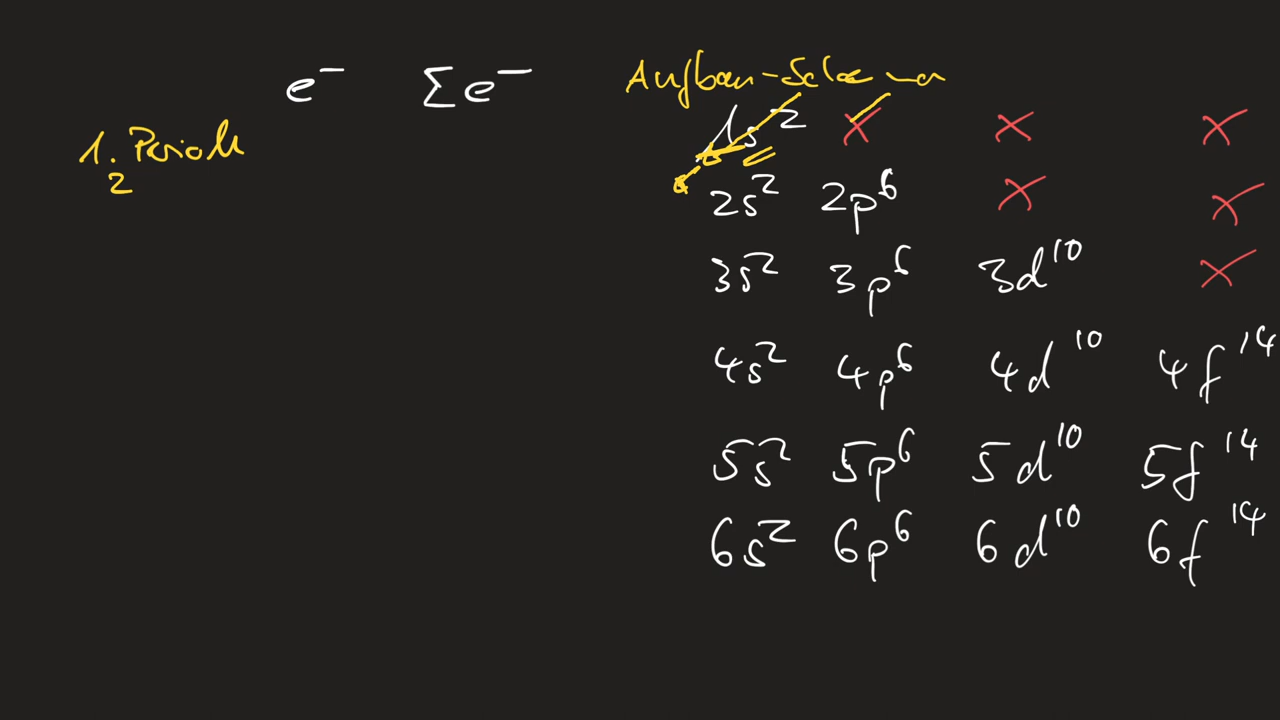 e⁻ Σe⁻ Aufbau-Schema
1. Periode
2
1s² × × ×
2s² 2p⁶ × ×
3s² 3p⁶ 3d¹⁰ ×
4s² 4p⁶ 4d¹⁰ 4f¹⁴
5s² 5p⁶ 5d¹⁰ 5f¹⁴
6s² 6p⁶ 6d¹⁰ 6f¹⁴